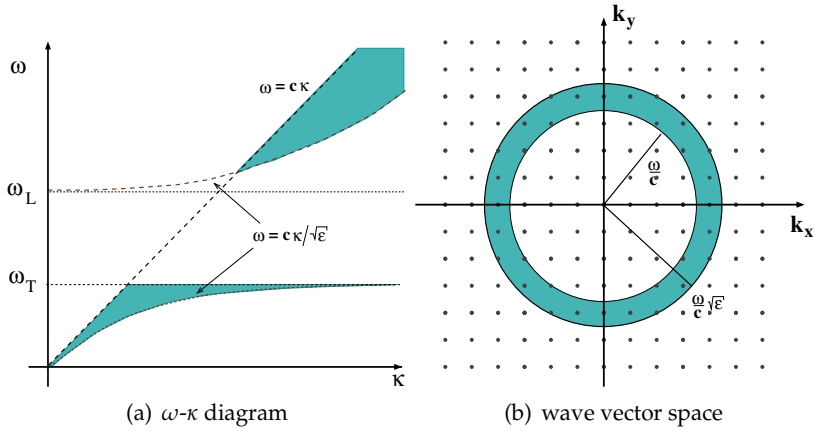 ω
ω = c κ
ω_L
ω = c κ/√ε
ω_T
κ
(a) ω-κ diagram
k_y
ω/c
k_x
ω/c √ε
(b) wave vector space